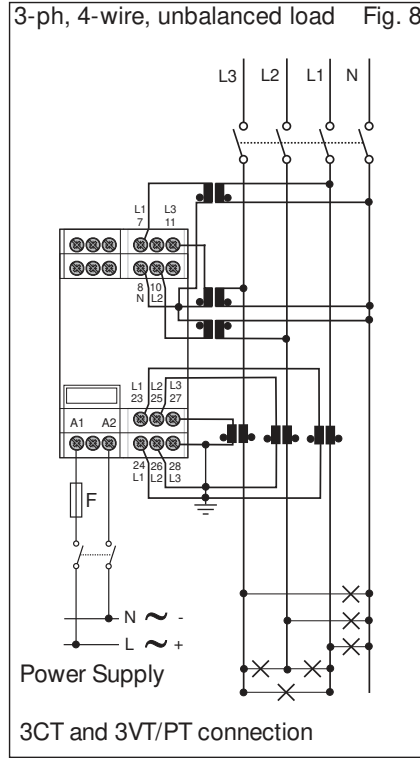 3-ph, 4-wire, unbalanced load Fig. 8
L3 L2 L1 N
L1 L3
7 11
8 10
N L2
L1 L2 L3
23 25 27
A1 A2
24 26 28
L1 L2 L3
F
N ~ -
L ~ +
Power Supply
3CT and 3VT/PT connection